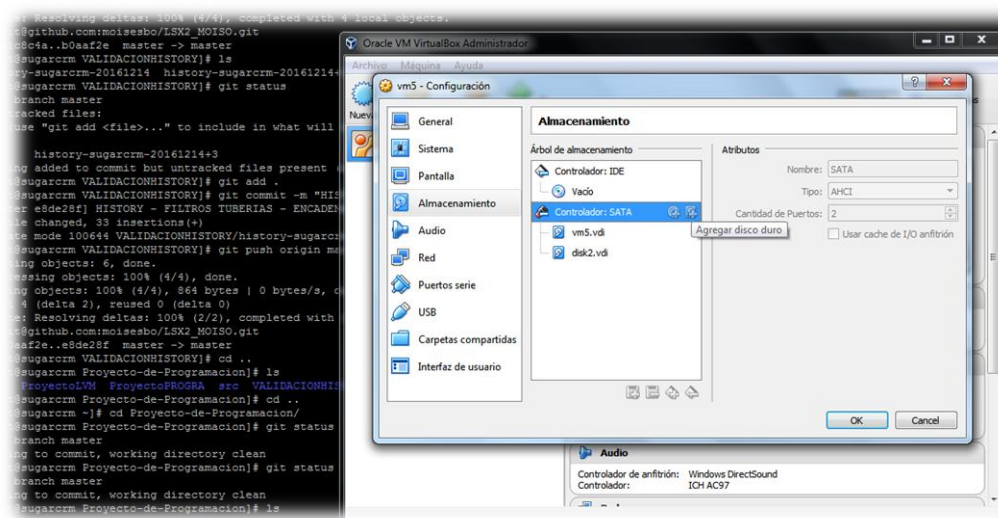 Resolving deltas: 100% (4/4), completed with 4 local objects.
t@github.com:moisesbo/LSX2_MOISO.git
c8c4a..b0aaf2e master -> master
@sugarcrm VALIDACIONHISTORY]# ls
ry-sugarcrm-20161214 history-sugarcrm-20161214+
@sugarcrm VALIDACIONHISTORY]# git status
branch master
racked files:
use "git add <file>..." to include in what will
history-sugarcrm-20161214+3
ng added to commit but untracked files present
@sugarcrm VALIDACIONHISTORY]# git add .
@sugarcrm VALIDACIONHISTORY]# git commit -m "HIS
er e8de28f] HISTORY - FILTROS TUBERIAS - ENCADEN
le changed, 33 insertions(+)
te mode 100644 VALIDACIONHISTORY/history-sugarcr
@sugarcrm VALIDACIONHISTORY]# git push origin ma
ing objects: 6, done.
essing objects: 100% (4/4), done.
ng objects: 100% (4/4), 864 bytes | 0 bytes/s, d
4 (delta 2), reused 0 (delta 0)
e: Resolving deltas: 100% (2/2), completed with
t@github.com:moisesbo/LSX2_MOISO.git
aaf2e..e8de28f master -> master
@sugarcrm VALIDACIONHISTORY]# cd ..
@sugarcrm Proyecto-de-Programacion]# ls
ProyectoLVM ProyectoPROGRA src VALIDACIONHIS
@sugarcrm Proyecto-de-Programacion]# cd ..
@sugarcrm ~]# cd Proyecto-de-Programacion/
@sugarcrm Proyecto-de-Programacion]# git status
branch master
ng to commit, working directory clean
@sugarcrm Proyecto-de-Programacion]# git status
branch master
ng to commit, working directory clean
@sugarcrm Proyecto-de-Programacion]# ls
Oracle VM VirtualBox Administrador
Archivo Máquina Ayuda
Nuev
vm5 - Configuración
General
Sistema
Pantalla
Almacenamiento
Audio
Red
Puertos serie
USB
Carpetas compartidas
Interfaz de usuario
Almacenamiento
Árbol de almacenamiento
Controlador: IDE
Vacío
Controlador: SATA
vm5.vdi
disk2.vdi
Agregar disco duro
Atributos
Nombre: SATA
Tipo: AHCI
Cantidad de Puertos: 2
Usar cache de I/O anfitrión
OK Cancel
Audio
Controlador de anfitrión: Windows DirectSound
Controlador: ICH AC97